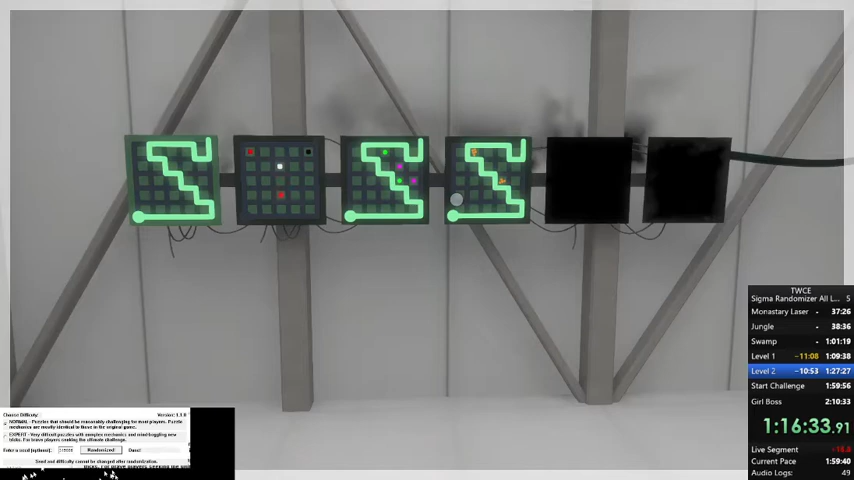 TWCE
Sigma Randomizer All L... 5
Monastary Laser - 37:26
Jungle - 38:36
Swamp - 1:01:19
Level 1 -11:08 1:09:38
Level 2 -10:53 1:27:27
Start Challenge 1:59:56
Girl Boss 2:10:33
1:16:33.91
Live Segment
Current Pace 1:59:40
Audio Logs: 49
Choose Difficulty:
NORMAL - Puzzles that should be reasonably challenging for most players. Puzzle
mechanics are mostly identical to those in the original game.
EXPERT - Very difficult puzzles with complex mechanics and mind-boggling new
tricks. For brave players seeking the ultimate challenge.
Enter a seed (optional): Randomized! Done!
Seed and difficulty cannot be changed after randomization.